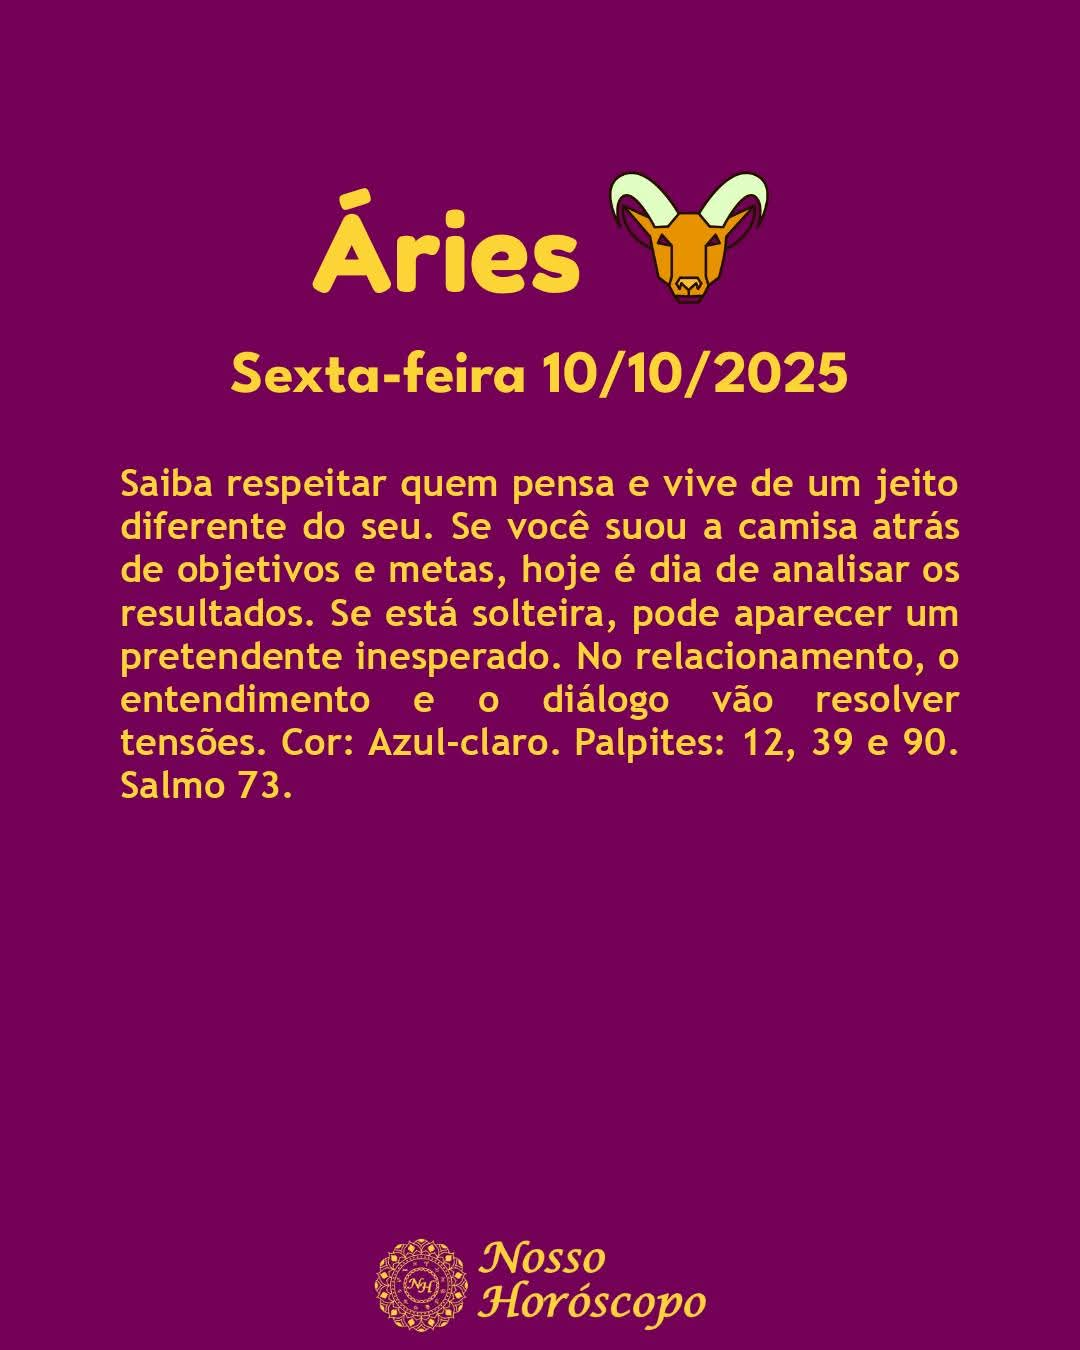 Áries
Sexta-feira 10/10/2025
Saiba respeitar quem pensa e vive de um jeito
diferente do seu. Se você suou a camisa atrás
de objetivos e metas, hoje é dia de analisar os
resultados. Se está solteira, pode aparecer um
pretendente inesperado. No relacionamento, o
entendimento e o diálogo vão resolver
tensões. Cor: Azul-claro. Palpites: 12, 39 e 90.
Salmo 73.
NH
Nosso
Horóscopo